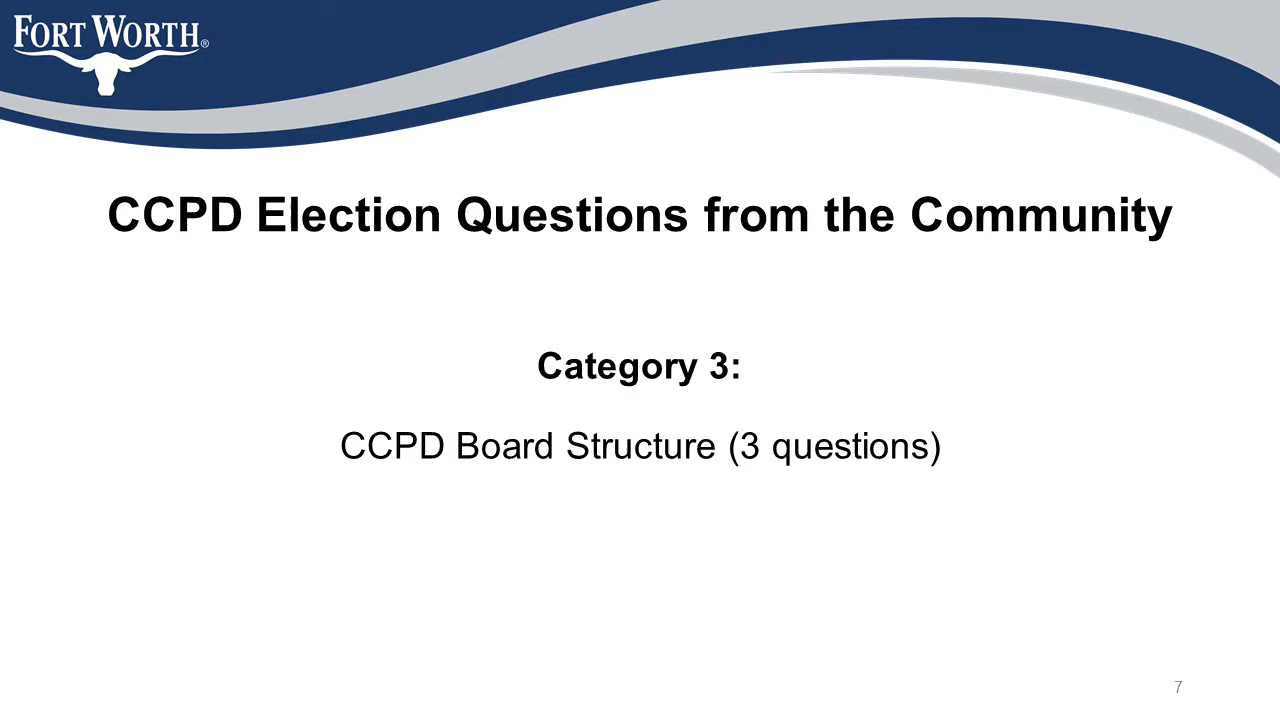 FORT WORTH®
CCPD Election Questions from the Community
Category 3:
CCPD Board Structure (3 questions)
7